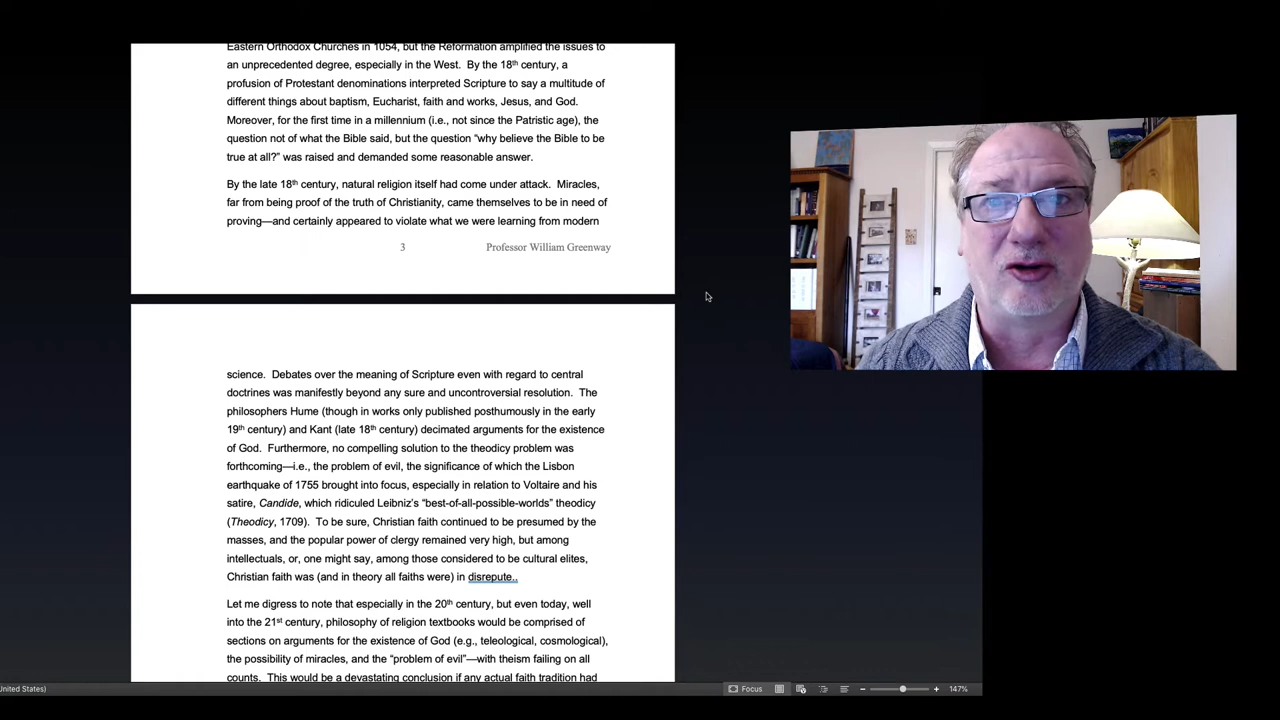 Eastern Orthodox Churches in 1054, but the Reformation amplified the issues to
an unprecedented degree, especially in the West.  By the 18th century, a
profusion of Protestant denominations interpreted Scripture to say a multitude of
different things about baptism, Eucharist, faith and works, Jesus, and God.
Moreover, for the first time in a millennium (i.e., not since the Patristic age), the
question not of what the Bible said, but the question “why believe the Bible to be
true at all?” was raised and demanded some reasonable answer.
By the late 18th century, natural religion itself had come under attack.  Miracles,
far from being proof of the truth of Christianity, came themselves to be in need of
proving—and certainly appeared to violate what we were learning from modern
3 Professor William Greenway
science.  Debates over the meaning of Scripture even with regard to central
doctrines was manifestly beyond any sure and uncontroversial resolution.  The
philosophers Hume (though in works only published posthumously in the early
19th century) and Kant (late 18th century) decimated arguments for the existence
of God.  Furthermore, no compelling solution to the theodicy problem was
forthcoming—i.e., the problem of evil, the significance of which the Lisbon
earthquake of 1755 brought into focus, especially in relation to Voltaire and his
satire, Candide, which ridiculed Leibniz’s “best-of-all-possible-worlds” theodicy
(Theodicy, 1709).  To be sure, Christian faith continued to be presumed by the
masses, and the popular power of clergy remained very high, but among
intellectuals, or, one might say, among those considered to be cultural elites,
Christian faith was (and in theory all faiths were) in disrepute..
Let me digress to note that especially in the 20th century, but even today, well
into the 21st century, philosophy of religion textbooks would be comprised of
sections on arguments for the existence of God (e.g., teleological, cosmological),
the possibility of miracles, and the “problem of evil”—with theism failing on all
counts.  This would be a devastating conclusion if any actual faith tradition had
United States) Focus 147%